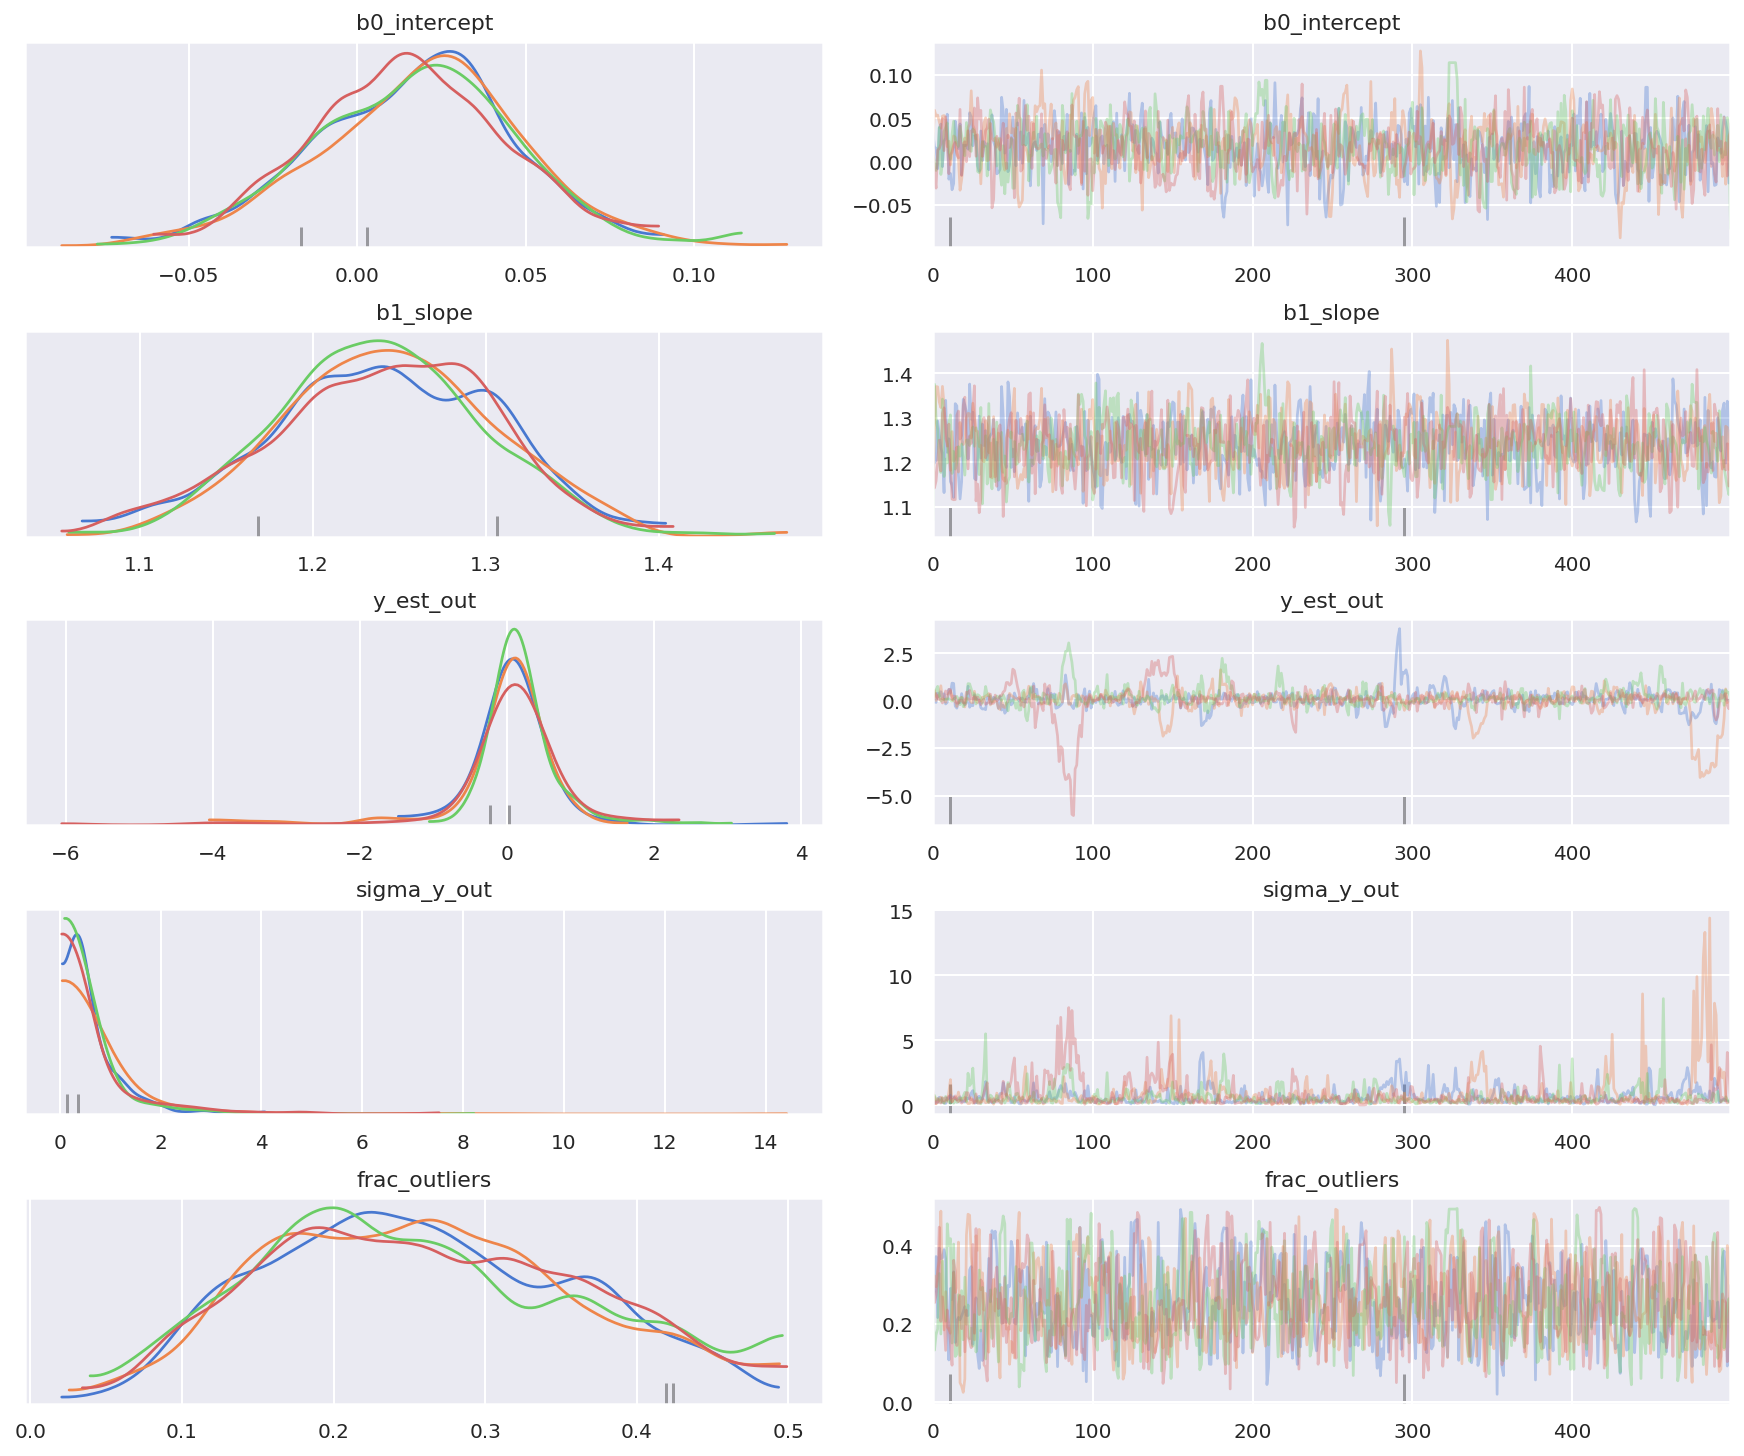 b0_intercept b0_intercept
0.10
0.05
0.00
−0.05
−0.05 0.00 0.05 0.10 0 100 200 300 400
b1_slope b1_slope
1.4
1.3
1.2
1.1
1.1 1.2 1.3 1.4 0 100 200 300 400
y_est_out y_est_out
2.5
0.0
−2.5
−5.0
−6 −4 −2 0 2 4 0 100 200 300 400
sigma_y_out sigma_y_out
15
10
5
0
0 2 4 6 8 10 12 14 0 100 200 300 400
frac_outliers frac_outliers
0.4
0.2
0.0
0.0 0.1 0.2 0.3 0.4 0.5 0 100 200 300 400